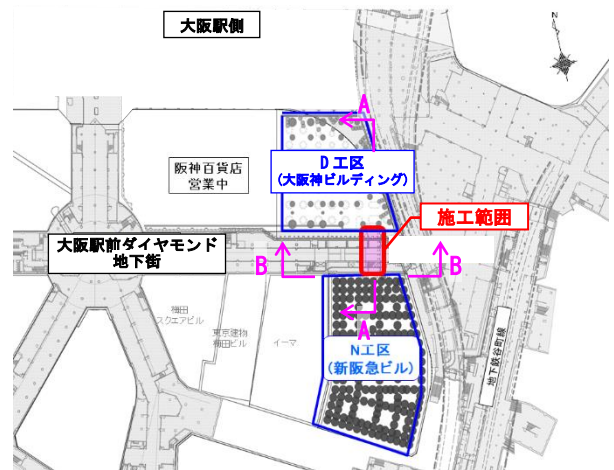 大阪駅側
N
A
D工区
(大阪神ビルディング)
阪神百貨店
営業中
施工範囲
大阪駅前ダイヤモンド
地下街
B
B
A
梅田
スクエアビル
東京建物
梅田ビル
イーマ
N工区
(新阪急ビル)
地下鉄谷町線